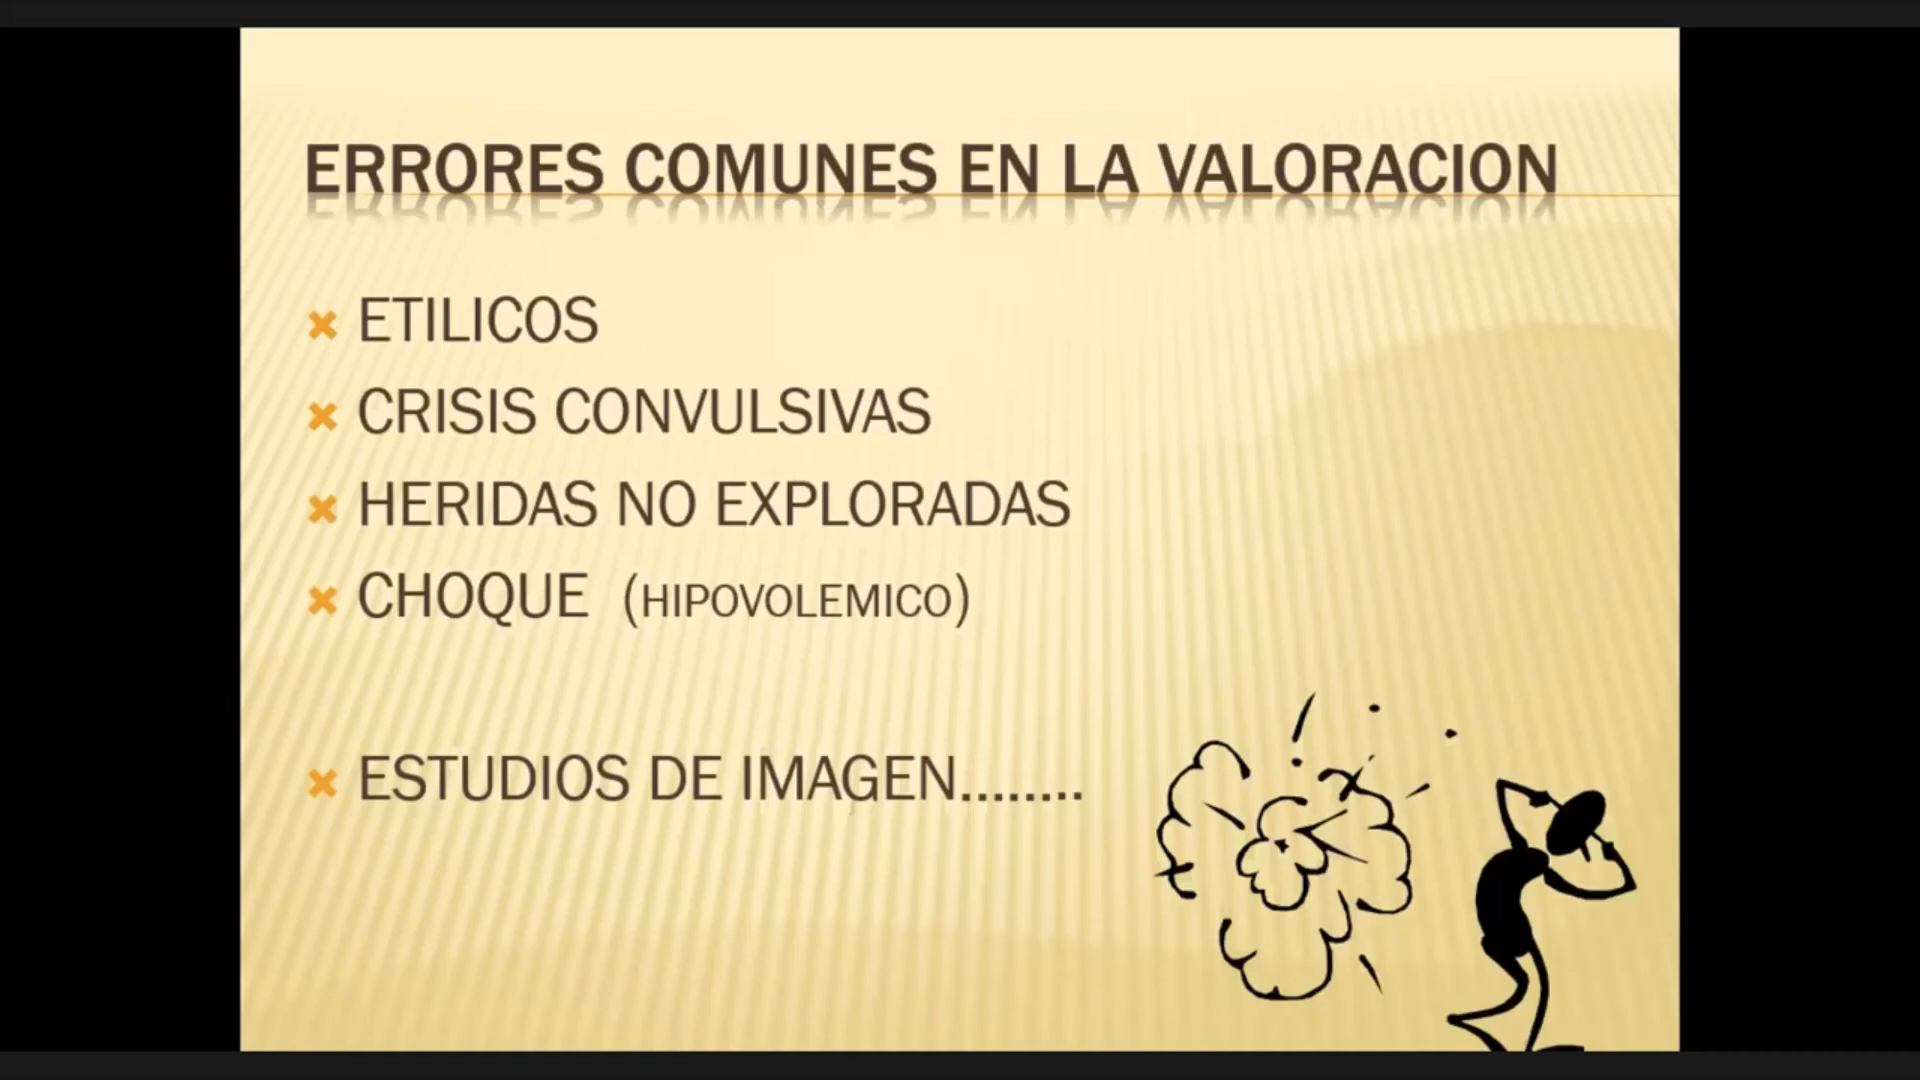 ERRORES COMUNES EN LA VALORACION
ETILICOS
CRISIS CONVULSIVAS
HERIDAS NO EXPLORADAS
CHOQUE (HIPOVOLEMICO)
ESTUDIOS DE IMAGEN........